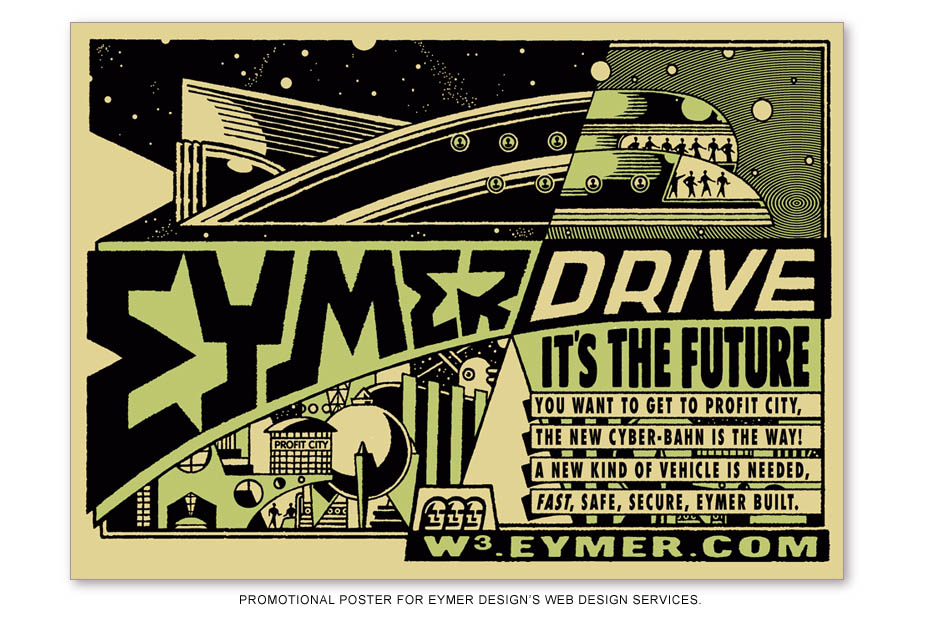 EYMER DRIVE
IT'S THE FUTURE
YOU WANT TO GET TO PROFIT CITY,
THE NEW CYBER-BAHN IS THE WAY!
A NEW KIND OF VEHICLE IS NEEDED,
FAST, SAFE, SECURE, EYMER BUILT.
PROFIT CITY
W³.EYMER.COM
PROMOTIONAL POSTER FOR EYMER DESIGN'S WEB DESIGN SERVICES.